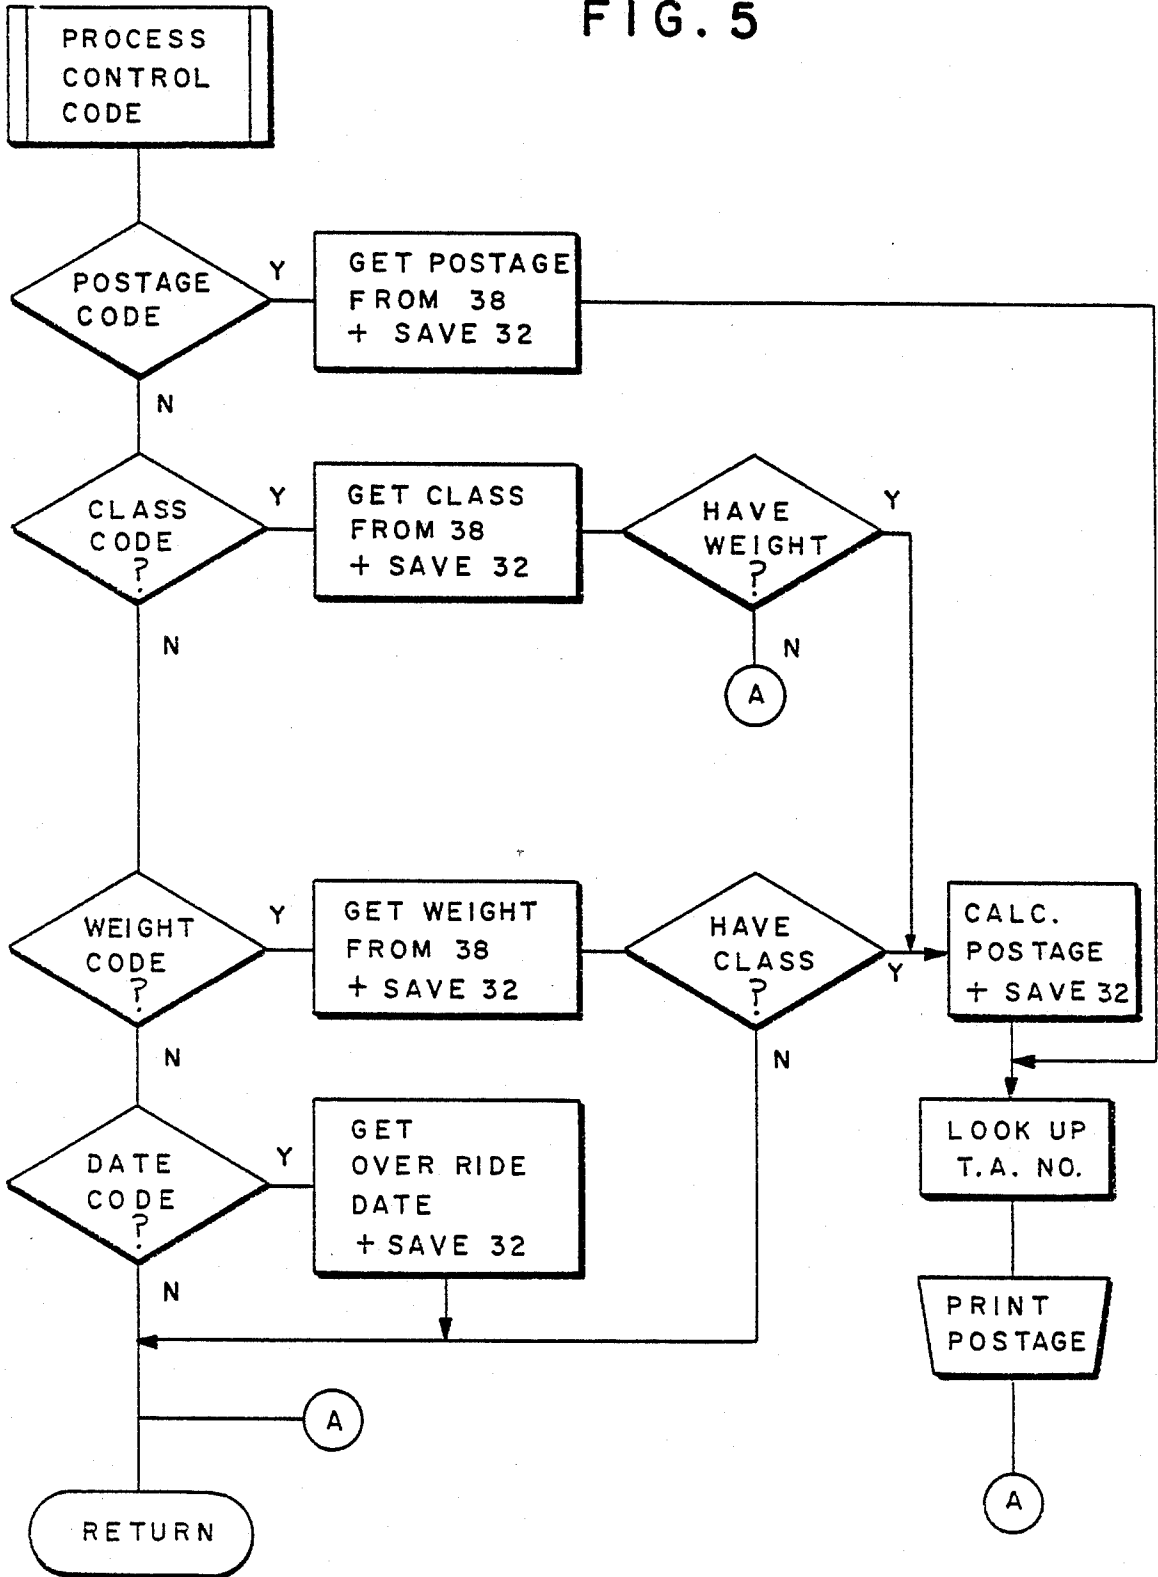 FIG. 5
PROCESS
CONTROL
CODE
POSTAGE
CODE
Y
GET POSTAGE
FROM 38
+ SAVE 32
N
CLASS
CODE
?
Y
GET CLASS
FROM 38
+ SAVE 32
HAVE
WEIGHT
?
Y
N
N
A
WEIGHT
CODE
?
Y
GET WEIGHT
FROM 38
+ SAVE 32
HAVE
CLASS
?
Y
CALC.
POSTAGE
+ SAVE 32
N
N
DATE
CODE
?
Y
GET
OVER RIDE
DATE
+ SAVE 32
LOOK UP
T.A. NO.
N
PRINT
POSTAGE
A
A
RETURN